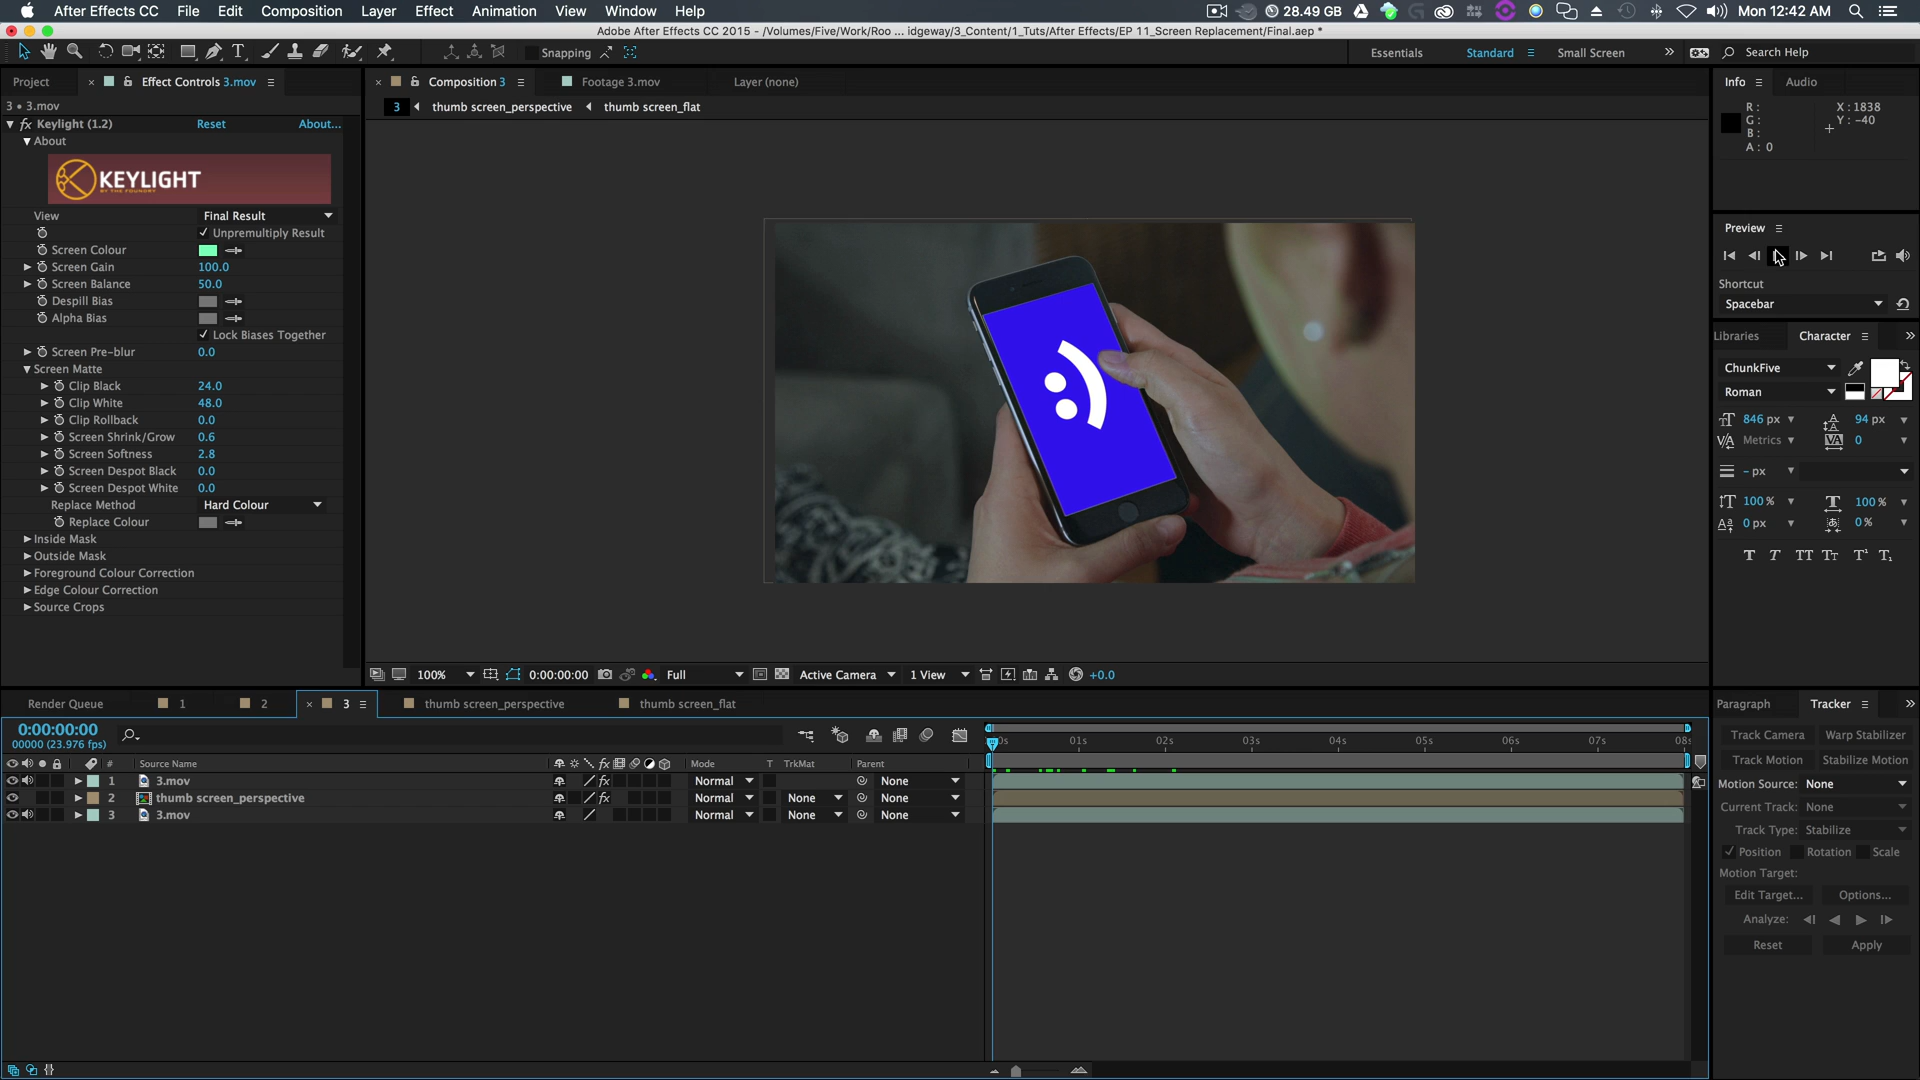 After Effects CC File Edit Composition Layer Effect Animation View Window Help 28.49 GB Mon 12:42 AM
Adobe After Effects CC 2015 - /Volumes/Five/Work/Roo ... idgeway/3_Content/1_Tuts/After Effects/EP 11_Screen Replacement/Final.aep *
Snapping Essentials Standard Small Screen Search Help
Project Effect Controls 3.mov Composition 3 Footage 3.mov Layer (none) Info Audio
3 • 3.mov 3 thumb screen_perspective thumb screen_flat
R: X: 1838
G: Y: -40
B:
A: 0
Keylight (1.2) Reset About...
About
KEYLIGHT
BY THE FOUNDRY
View Final Result
Unpremultiply Result
Screen Colour
Screen Gain 100.0
Screen Balance 50.0
Despill Bias
Alpha Bias
Lock Biases Together
Screen Pre-blur 0.0
Screen Matte
Clip Black 24.0
Clip White 48.0
Clip Rollback 0.0
Screen Shrink/Grow 0.6
Screen Softness 2.8
Screen Despot Black 0.0
Screen Despot White 0.0
Replace Method Hard Colour
Replace Colour
Inside Mask
Outside Mask
Foreground Colour Correction
Edge Colour Correction
Source Crops
Preview
Shortcut
Spacebar
Libraries Character
ChunkFive
Roman
846 px 94 px
Metrics 0
- px
100 % 100 %
0 px 0 %
100% 0:00:00:00 Full Active Camera 1 View +0.0
Render Queue 1 2 3 thumb screen_perspective thumb screen_flat
0:00:00:00
00000 (23.976 fps)
0s 01s 02s 03s 04s 05s 06s 07s 08s
# Source Name Mode T TrkMat Parent
1 3.mov Normal None
2 thumb screen_perspective Normal None None
3 3.mov Normal None None
Paragraph Tracker
Track Camera Warp Stabilizer
Track Motion Stabilize Motion
Motion Source: None
Current Track: None
Track Type: Stabilize
Position Rotation Scale
Motion Target:
Edit Target... Options...
Analyze:
Reset Apply